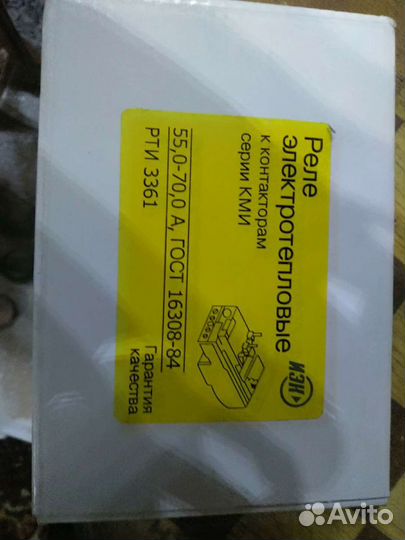 Реле
электротепловые
к контакторам
серии КМИ
ИЭК
55,0-70,0 А, ГОСТ 16308-84
РТИ 3361
Гарантия
качества
Avito